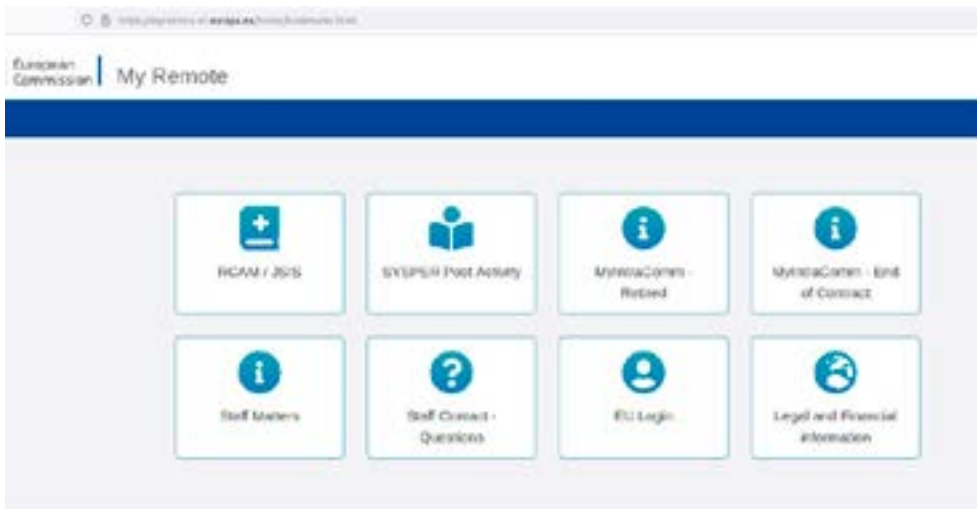 European
Commission
My Remote
RCAM / JSIS
SYSPER Post Activity
MyIntraComm -
Retired
MyIntraComm - End
of Contract
Staff Matters
Staff Contact -
Questions
EU Login
Legal and Financial
information